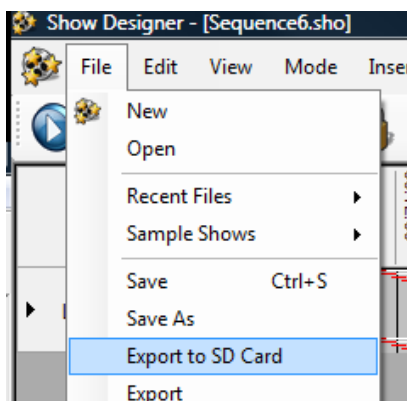 Show Designer - [Sequence6.sho]
File Edit View Mode
New
Open
Recent Files
Sample Shows
Save Ctrl+S
Save As
Export to SD Card
Export